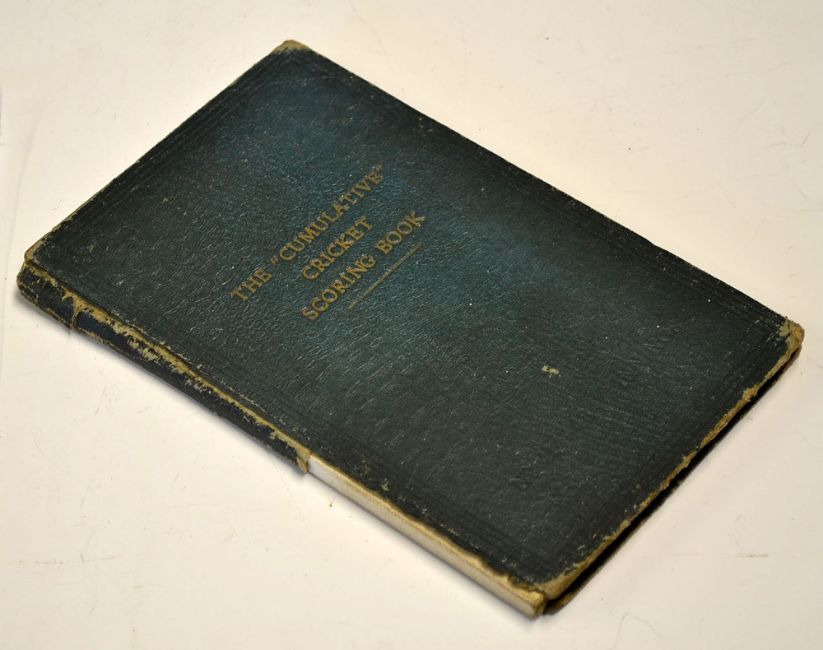 THE "CUMULATIVE"
CRICKET
SCORING BOOK